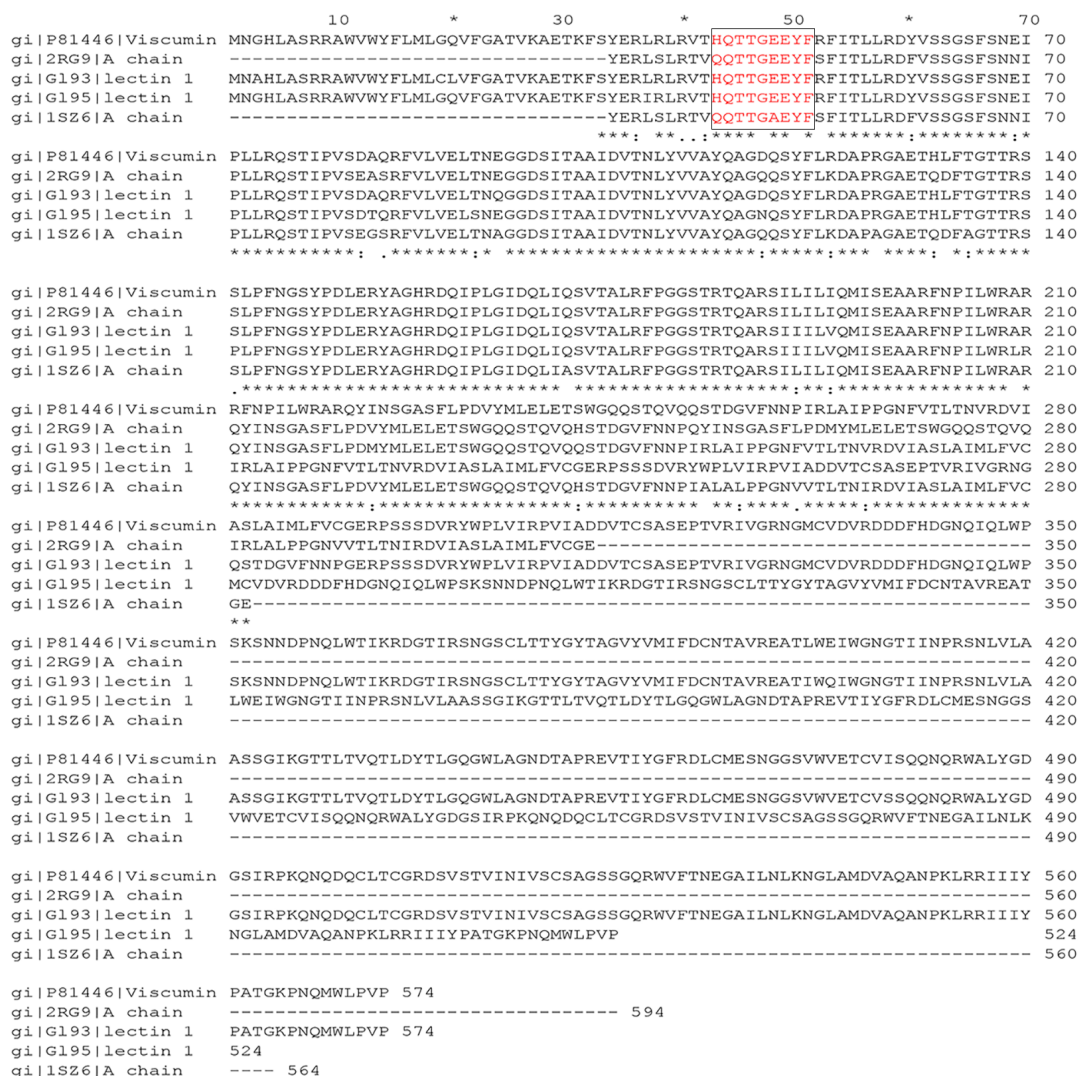 10 * 30 * 50 * 70
gi|P81446|Viscumin MNGHLASRRAWVWYFLMLGQVFGATVKAETKFSYERLRLRVTHQTTGEEYFRFITLLRDYVSSGSFSNEI 70
gi|2RG9|A chain ---------------------------------YERLSLRTVQQTTGEEYFSFITLLRDFVSSGSFSNNI 70
gi|Gl93|lectin 1 MNAHLASRRAWVWYFLMLCLVFGATVKAETKFSYERLRLRVTHQTTGEEYFRFITLLRDYVSSGSFSNEI 70
gi|Gl95|lectin 1 MNGHLASRRAWVWYFLMLGQVFGATVKAETKFSYERIRLRVTHQTTGEEYFRFITLLRDYVSSGSFSNEI 70
gi|1SZ6|A chain ---------------------------------YERLSLRTVQQTTGAEYFSFITLLRDFVSSGSFSNNI 70
***: **..: **** ** * *******:********:*
gi|P81446|Viscumin PLLRQSTIPVSDAQRFVLVELTNEGGDSITAAIDVTNLYVVAYQAGDQSYFLRDAPRGAETHLFTGTTRS 140
gi|2RG9|A chain PLLRQSTIPVSEASRFVLVELTNEGGDSITAAIDVTNLYVVAYQAGQQSYFLKDAPRGAETQDFTGTTRS 140
gi|Gl93|lectin 1 PLLRQSTIPVSDAQRFVLVELTNQGGDSITAAIDVTNLYVVAYQAGDQSYFLRDAPRGAETHLFTGTTRS 140
gi|Gl95|lectin 1 PLLRQSTIPVSDTQRFVLVELSNEGGDSITAAIDVTNLYVVAYQAGNQSYFLRDAPRGAETHLFTGTTRS 140
gi|1SZ6|A chain PLLRQSTIPVSEGSRFVLVELTNAGGDSITAAIDVTNLYVVAYQAGQQSYFLKDAPAGAETQDFAGTTRS 140
***********: .*******:* **********************:*****:*** ****: *:*****
gi|P81446|Viscumin SLPFNGSYPDLERYAGHRDQIPLGIDQLIQSVTALRFPGGSTRTQARSILILIQMISEAARFNPILWRAR 210
gi|2RG9|A chain SLPFNGSYPDLERYAGHRDQIPLGIDQLIQSVTALRFPGGSTRTQARSILILIQMISEAARFNPILWRAR 210
gi|Gl93|lectin 1 SLPFNGSYPDLERYAGHRDQIPLGIDQLIQSVTALRFPGGSTRTQARSIIILVQMISEAARFNPILWRAR 210
gi|Gl95|lectin 1 PLPFNGSYPDLERYAGHRDQIPLGIDQLIQSVTALRFPGGSTRTQARSIIILVQMISEAARFNPILWRLR 210
gi|1SZ6|A chain SLPFNGSYPDLERYAGHRDQIPLGIDQLIASVTALRFPGGSTRTQARSILILIQMISEAARFNPILWRAR 210
.**************************** *******************:**:*************** *
gi|P81446|Viscumin RFNPILWRARQYINSGASFLPDVYMLELETSWGQQSTQVQQSTDGVFNNPIRLAIPPGNFVTLTNVRDVI 280
gi|2RG9|A chain QYINSGASFLPDVYMLELETSWGQQSTQVQHSTDGVFNNPQYINSGASFLPDMYMLELETSWGQQSTQVQ 280
gi|Gl93|lectin 1 QYINSGASFLPDMYMLELETSWGQQSTQVQQSTDGVFNNPIRLAIPPGNFVTLTNVRDVIASLAIMLFVC 280
gi|Gl95|lectin 1 IRLAIPPGNFVTLTNVRDVIASLAIMLFVCGERPSSSDVRYWPLVIRPVIADDVTCSASEPTVRIVGRNG 280
gi|1SZ6|A chain QYINSGASFLPDVYMLELETSWGQQSTQVQHSTDGVFNNPIALALPPGNVVTLTNIRDVIASLAIMLFVC 280
************:*****************:********* **:****.*****:**************
gi|P81446|Viscumin ASLAIMLFVCGERPSSSDVRYWPLVIRPVIADDVTCSASEPTVRIVGRNGMCVDVRDDDFHDGNQIQLWP 350
gi|2RG9|A chain IRLALPPGNVVTLTNIRDVIASLAIMLFVCGE-------------------------------------- 350
gi|Gl93|lectin 1 QSTDGVFNNPGERPSSSDVRYWPLVIRPVIADDVTCSASEPTVRIVGRNGMCVDVRDDDFHDGNQIQLWP 350
gi|Gl95|lectin 1 MCVDVRDDDFHDGNQIQLWPSKSNNDPNQLWTIKRDGTIRSNGSCLTTYGYTAGVYVMIFDCNTAVREAT 350
gi|1SZ6|A chain GE-------------------------------------------------------------------- 350
**
gi|P81446|Viscumin SKSNNDPNQLWTIKRDGTIRSNGSCLTTYGYTAGVYVMIFDCNTAVREATLWEIWGNGTIINPRSNLVLA 420
gi|2RG9|A chain ---------------------------------------------------------------------- 420
gi|Gl93|lectin 1 SKSNNDPNQLWTIKRDGTIRSNGSCLTTYGYTAGVYVMIFDCNTAVREATIWQIWGNGTIINPRSNLVLA 420
gi|Gl95|lectin 1 LWEIWGNGTIINPRSNLVLAASSGIKGTTLTVQTLDYTLGQGWLAGNDTAPREVTIYGFRDLCMESNGGS 420
gi|1SZ6|A chain ---------------------------------------------------------------------- 420
gi|P81446|Viscumin ASSGIKGTTLTVQTLDYTLGQGWLAGNDTAPREVTIYGFRDLCMESNGGSVWVETCVISQQNQRWALYGD 490
gi|2RG9|A chain ---------------------------------------------------------------------- 490
gi|Gl93|lectin 1 ASSGIKGTTLTVQTLDYTLGQGWLAGNDTAPREVTIYGFRDLCMESNGGSVWVETCVSSQQNQRWALYGD 490
gi|Gl95|lectin 1 VWVETCVISQQNQRWALYGDGSIRPKQNQDQCLTCGRDSVSTVINIVSCSAGSSGQRWVFTNEGAILNLK 490
gi|1SZ6|A chain ---------------------------------------------------------------------- 490
gi|P81446|Viscumin GSIRPKQNQDQCLTCGRDSVSTVINIVSCSAGSSGQRWVFTNEGAILNLKNGLAMDVAQANPKLRRIIIY 560
gi|2RG9|A chain ---------------------------------------------------------------------- 560
gi|Gl93|lectin 1 GSIRPKQNQDQCLTCGRDSVSTVINIVSCSAGSSGQRWVFTNEGAILNLKNGLAMDVAQANPKLRRIIIY 560
gi|Gl95|lectin 1 NGLAMDVAQANPKLRRIIIYPATGKPNQMWLPVP 524
gi|1SZ6|A chain ---------------------------------------------------------------------- 560
gi|P81446|Viscumin PATGKPNQMWLPVP 574
gi|2RG9|A chain ---------------------------------- 594
gi|Gl93|lectin 1 PATGKPNQMWLPVP 574
gi|Gl95|lectin 1 524
gi|1SZ6|A chain ---- 564